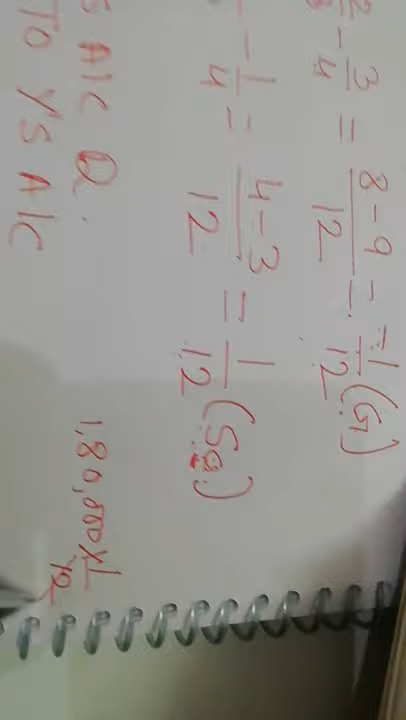 2/3 - 3/4 = 8-9/12 = -1/12 (G)
- 1/4 = 4-3/12 = 1/12 (Sa)
S A/C Q.
TO Y'S A/C
1,80,000 x 1/12